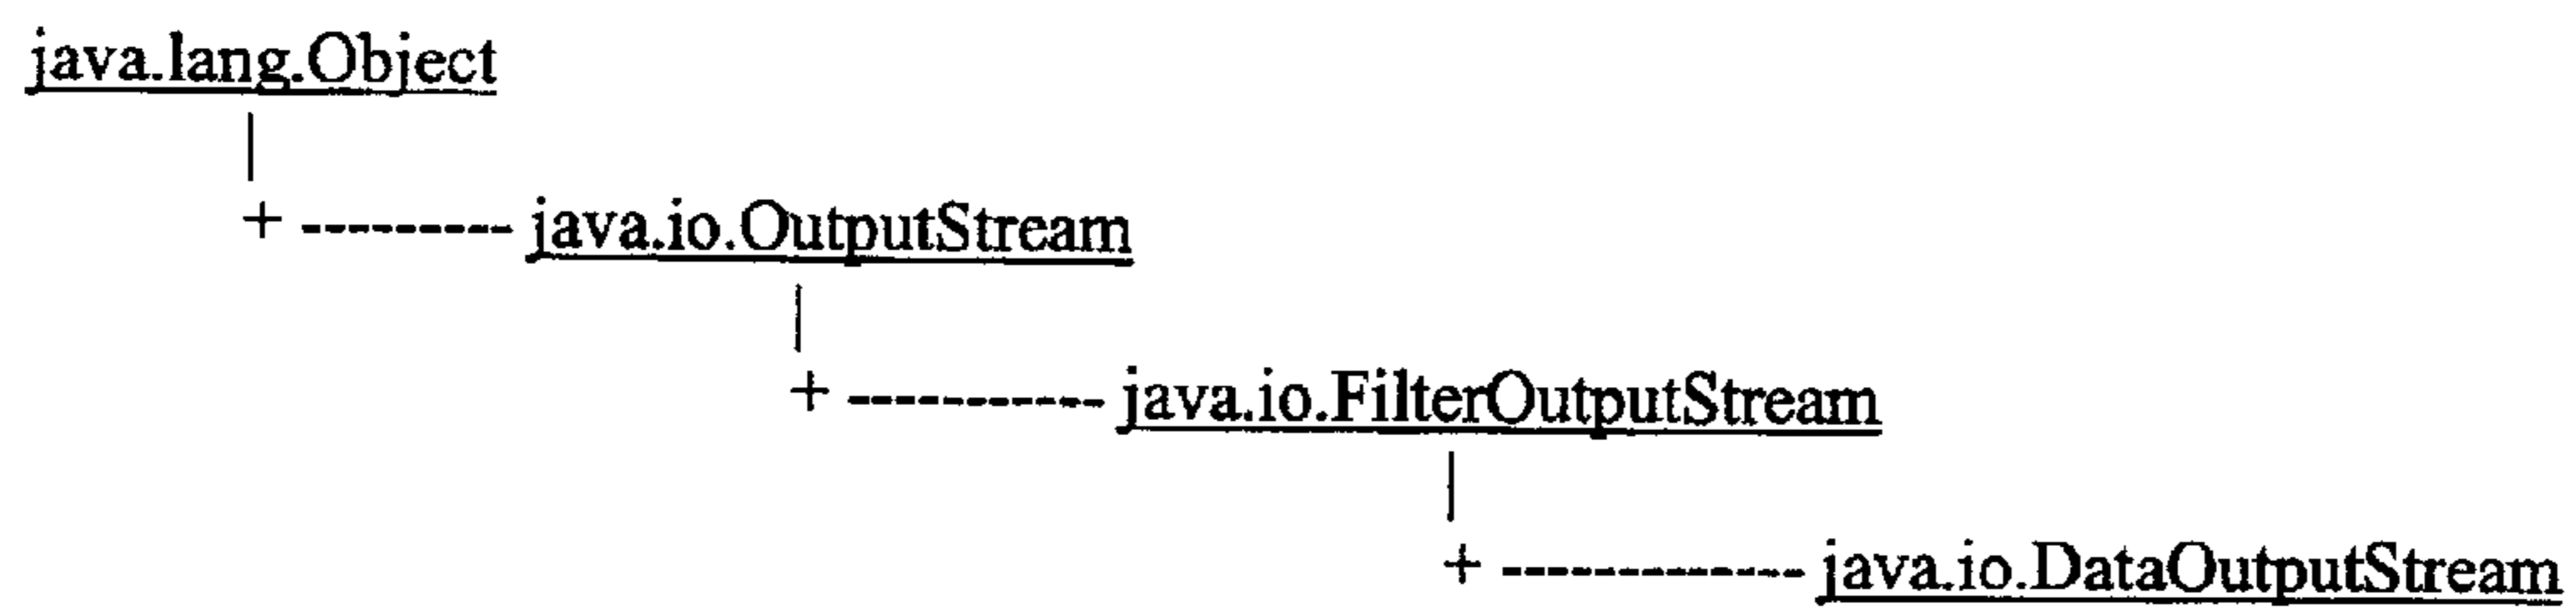 java.lang.Object
|
+ --------- java.io.OutputStream
|
+ ----------- java.io.FilterOutputStream
|
+ ------------- java.io.DataOutputStream